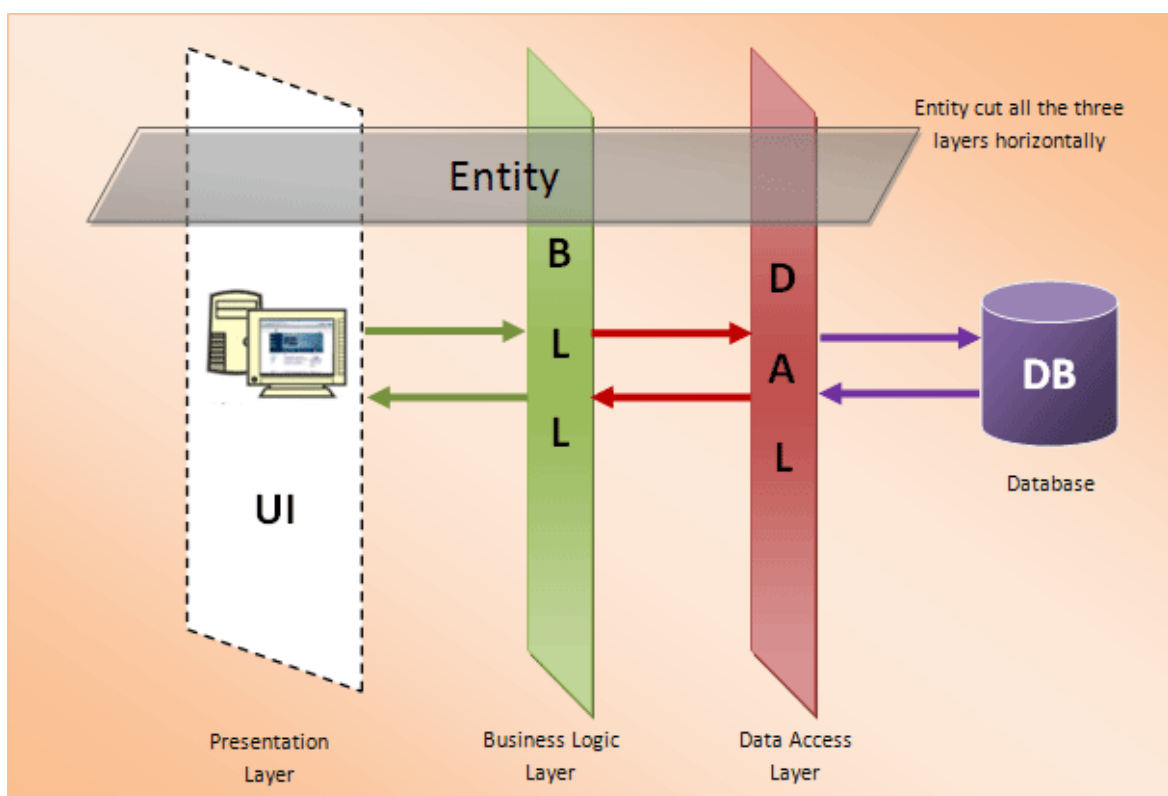 Entity cut all the three
layers horizontally
Entity
B
L
L
D
A
L
UI
DB
Database
Presentation
Layer
Business Logic
Layer
Data Access
Layer